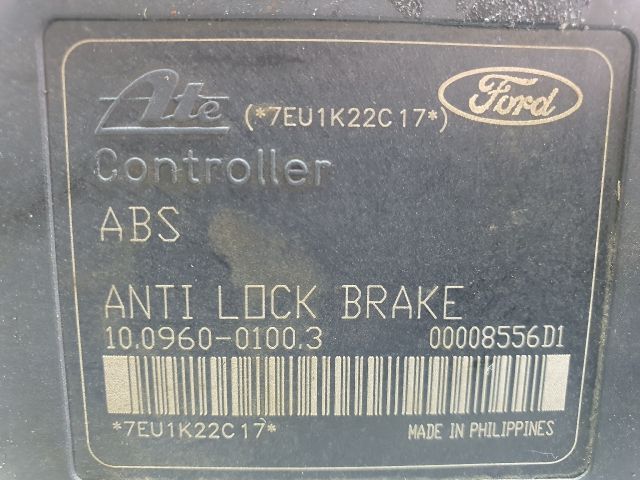 Ate (*7EU1K22C17*) Ford
Controller
ABS
ANTI LOCK BRAKE
10.0960-0100.3 00008556D1
*7EU1K22C17* MADE IN PHILIPPINES